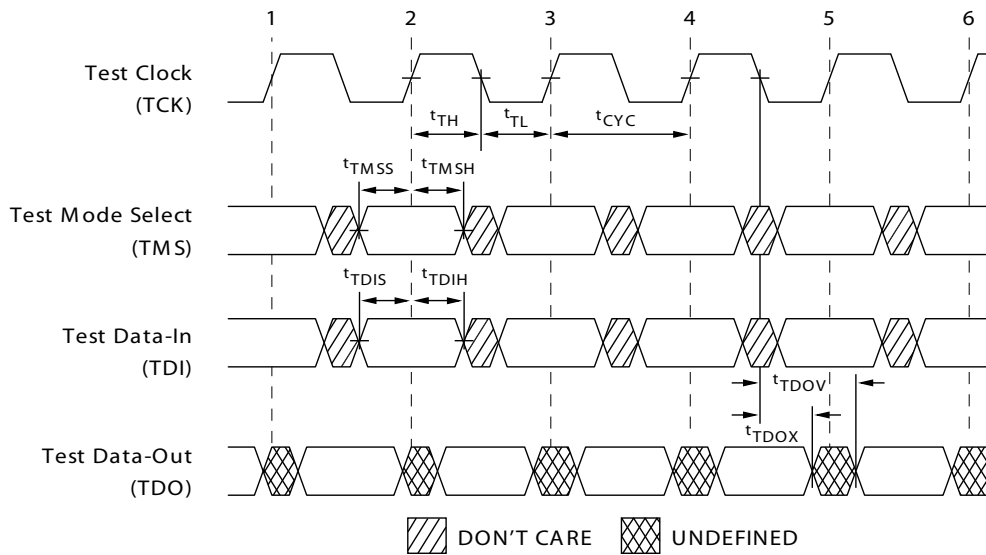 1 2 3 4 5 6
Test Clock
(TCK)
tTH tTL tCYC
tTMSS tTMSH
Test Mode Select
(TMS)
tTDIS tTDIH
Test Data-In
(TDI)
tTDOV
tTDOX
Test Data-Out
(TDO)
DON'T CARE UNDEFINED